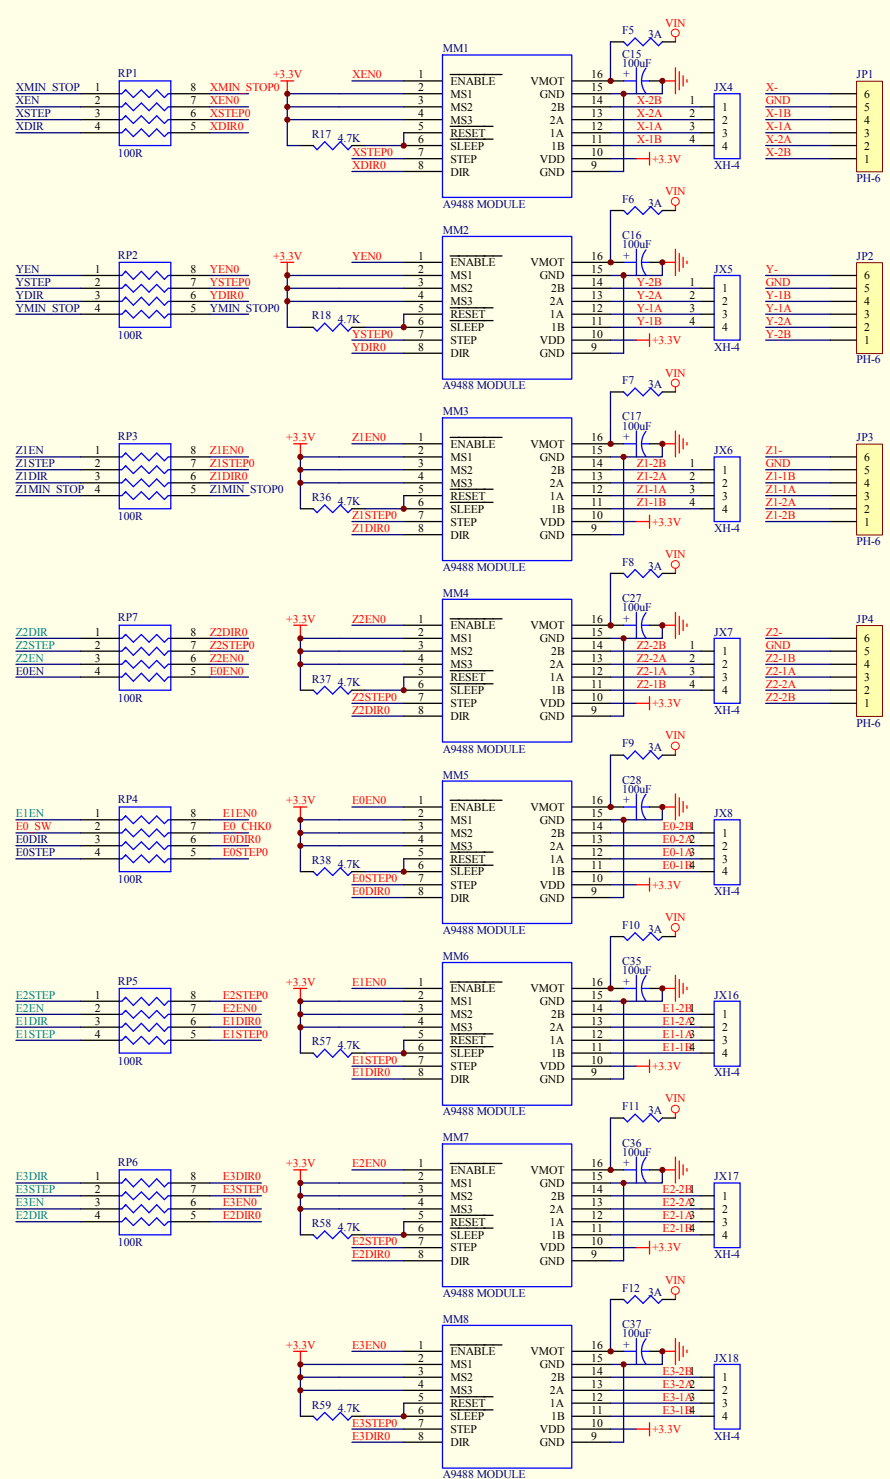 F5 3A VIN
MM1
C15
100uF
RP1
+3.3V
XEN0 1 ENABLE VMOT 16 +
JP1
XMIN_STOP 1 8 XMIN_STOP0 2 MS1 GND 15 JX4 X- 6
XEN 2 7 XEN0 3 MS2 2B 14 X-2B 1 1 GND 5
XSTEP 3 6 XSTEP0 4 MS3 2A 13 X-2A 2 2 X-1B 4
XDIR 4 5 XDIR0 5 RESET 1A 12 X-1A 3 3 X-1A 3
R17 4.7K 6 SLEEP 1B 11 X-1B 4 4 X-2A 2
100R XSTEP0 7 STEP VDD 10 +3.3V X-2B 1
XDIR0 8 DIR GND 9 XH-4
PH-6
A9488 MODULE
F6 3A VIN
MM2
C16
100uF
RP2
+3.3V
YEN0 1 ENABLE VMOT 16 +
JP2
YEN 1 8 YEN0 2 MS1 GND 15 JX5 Y- 6
YSTEP 2 7 YSTEP0 3 MS2 2B 14 Y-2B 1 1 GND 5
YDIR 3 6 YDIR0 4 MS3 2A 13 Y-2A 2 2 Y-1B 4
YMIN_STOP 4 5 YMIN_STOP0 5 RESET 1A 12 Y-1A 3 3 Y-1A 3
R18 4.7K 6 SLEEP 1B 11 Y-1B 4 4 Y-2A 2
100R YSTEP0 7 STEP VDD 10 +3.3V Y-2B 1
YDIR0 8 DIR GND 9 XH-4
PH-6
A9488 MODULE
F7 3A VIN
MM3
C17
100uF
RP3
+3.3V
Z1EN0 1 ENABLE VMOT 16 +
JP3
Z1EN 1 8 Z1EN0 2 MS1 GND 15 JX6 Z1- 6
Z1STEP 2 7 Z1STEP0 3 MS2 2B 14 Z1-2B 1 1 GND 5
Z1DIR 3 6 Z1DIR0 4 MS3 2A 13 Z1-2A 2 2 Z1-1B 4
Z1MIN_STOP 4 5 Z1MIN_STOP0 5 RESET 1A 12 Z1-1A 3 3 Z1-1A 3
R36 4.7K 6 SLEEP 1B 11 Z1-1B 4 4 Z1-2A 2
100R Z1STEP0 7 STEP VDD 10 +3.3V Z1-2B 1
Z1DIR0 8 DIR GND 9 XH-4
PH-6
A9488 MODULE
F8 3A VIN
MM4
C27
100uF
RP7
+3.3V
Z2EN0 1 ENABLE VMOT 16 +
JP4
Z2DIR 1 8 Z2DIR0 2 MS1 GND 15 JX7 Z2- 6
Z2STEP 2 7 Z2STEP0 3 MS2 2B 14 Z2-2B 1 1 GND 5
Z2EN 3 6 Z2EN0 4 MS3 2A 13 Z2-2A 2 2 Z2-1B 4
E0EN 4 5 E0EN0 5 RESET 1A 12 Z2-1A 3 3 Z2-1A 3
R37 4.7K 6 SLEEP 1B 11 Z2-1B 4 4 Z2-2A 2
100R Z2STEP0 7 STEP VDD 10 +3.3V Z2-2B 1
Z2DIR0 8 DIR GND 9 XH-4
PH-6
A9488 MODULE
F9 3A VIN
MM5
C28
100uF
RP4
+3.3V
E0EN0 1 ENABLE VMOT 16 +
E1EN 1 8 E1EN0 2 MS1 GND 15 JX8
E0_SW 2 7 E0_CHK0 3 MS2 2B 14 E0-2B 1 1
E0DIR 3 6 E0DIR0 4 MS3 2A 13 E0-2A 2 2
E0STEP 4 5 E0STEP0 5 RESET 1A 12 E0-1A 3 3
R38 4.7K 6 SLEEP 1B 11 E0-1B 4 4
100R E0STEP0 7 STEP VDD 10 +3.3V
E0DIR0 8 DIR GND 9 XH-4
A9488 MODULE
F10 3A VIN
MM6
C35
100uF
RP5
+3.3V
E1EN0 1 ENABLE VMOT 16 +
E2STEP 1 8 E2STEP0 2 MS1 GND 15 JX16
E2EN 2 7 E2EN0 3 MS2 2B 14 E1-2B 1 1
E1DIR 3 6 E1DIR0 4 MS3 2A 13 E1-2A 2 2
E1STEP 4 5 E1STEP0 5 RESET 1A 12 E1-1A 3 3
R57 4.7K 6 SLEEP 1B 11 E1-1B 4 4
100R E1STEP0 7 STEP VDD 10 +3.3V
E1DIR0 8 DIR GND 9 XH-4
A9488 MODULE
F11 3A VIN
MM7
C36
100uF
RP6
+3.3V
E2EN0 1 ENABLE VMOT 16 +
E3DIR 1 8 E3DIR0 2 MS1 GND 15 JX17
E3STEP 2 7 E3STEP0 3 MS2 2B 14 E2-2B 1 1
E3EN 3 6 E3EN0 4 MS3 2A 13 E2-2A 2 2
E2DIR 4 5 E2DIR0 5 RESET 1A 12 E2-1A 3 3
R58 4.7K 6 SLEEP 1B 11 E2-1B 4 4
100R E2STEP0 7 STEP VDD 10 +3.3V
E2DIR0 8 DIR GND 9 XH-4
A9488 MODULE
F12 3A VIN
MM8
C37
100uF
+3.3V
E3EN0 1 ENABLE VMOT 16 +
2 MS1 GND 15 JX18
3 MS2 2B 14 E3-2B 1 1
4 MS3 2A 13 E3-2A 2 2
5 RESET 1A 12 E3-1A 3 3
R59 4.7K 6 SLEEP 1B 11 E3-1B 4 4
E3STEP0 7 STEP VDD 10 +3.3V
E3DIR0 8 DIR GND 9 XH-4
A9488 MODULE